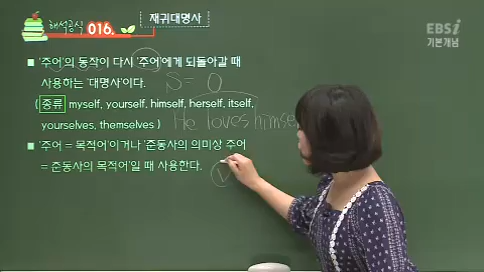 해석공식 016.
재귀대명사
EBSi
기본개념
'주어'의 동작이 다시 '주어'에게 되돌아갈 때
사용하는 '대명사'이다.
S = O
( 종류 myself, yourself, himself, herself, itself,
yourselves, themselves )
He loves himse
'주어 = 목적어'이거나 '준동사의 의미상 주어
= 준동사의 목적어'일 때 사용한다.